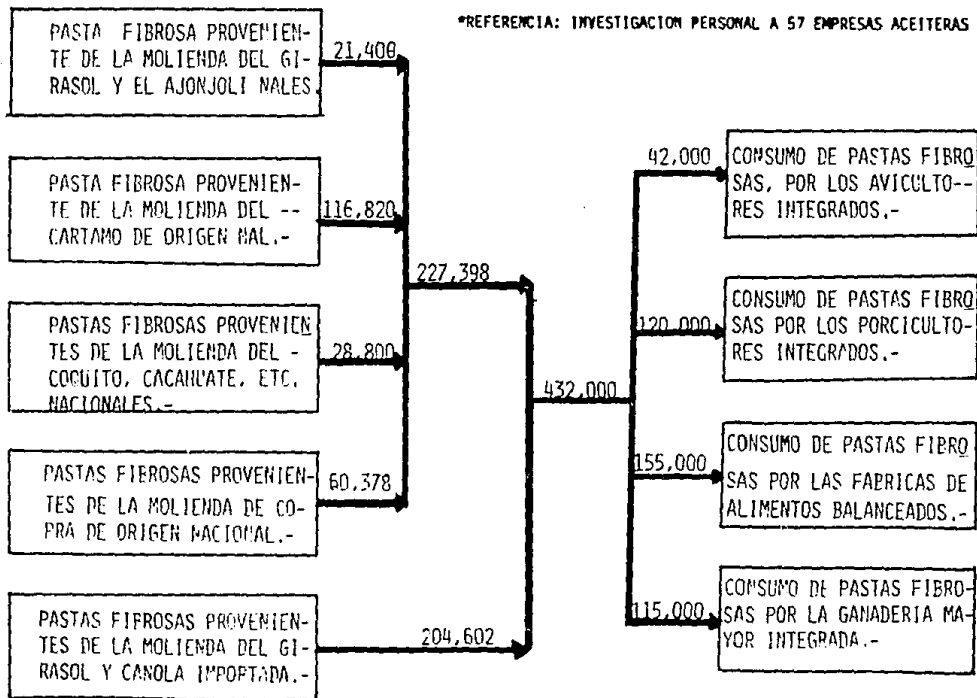 *REFERENCIA: INVESTIGACION PERSONAL A 57 EMPRESAS ACEITERAS
PASTA FIBROSA PROVENIEN-
TE DE LA MOLIENDA DEL GI-
RASOL Y EL AJONJOLI NALES.
21,408
PASTA FIBROSA PROVENIEN-
TE DE LA MOLIENDA DEL --
CARTAMO DE ORIGEN NAL.-
116,820
PASTAS FIBROSAS PROVENIEN
TES DE LA MOLIENDA DEL -
COQUITO, CACAHUATE, ETC.
NACIONALES.-
28,800
PASTAS FIBROSAS PROVENIEN-
TES DE LA MOLIENDA DE CO-
PRA DE ORIGEN NACIONAL.-
60,378
PASTAS FIBROSAS PROVENIEN-
TES DE LA MOLIENDA DEL GI-
RASOL Y CANOLA IMPORTADA.-
204,602
227,398
432,000
42,000
CONSUMO DE PASTAS FIBRO
SAS, POR LOS AVICULTO--
RES INTEGRADOS.-
120,000
CONSUMO DE PASTAS FIBRO
SAS POR LOS PORCICULTO-
RES INTEGRADOS.-
155,000
CONSUMO DE PASTAS FIBRO
SAS POR LAS FABRICAS DE
ALIMENTOS BALANCEADOS.-
115,000
CONSUMO DE PASTAS FIBRO-
SAS POR LA GANADERIA MA-
YOR INTEGRADA.-